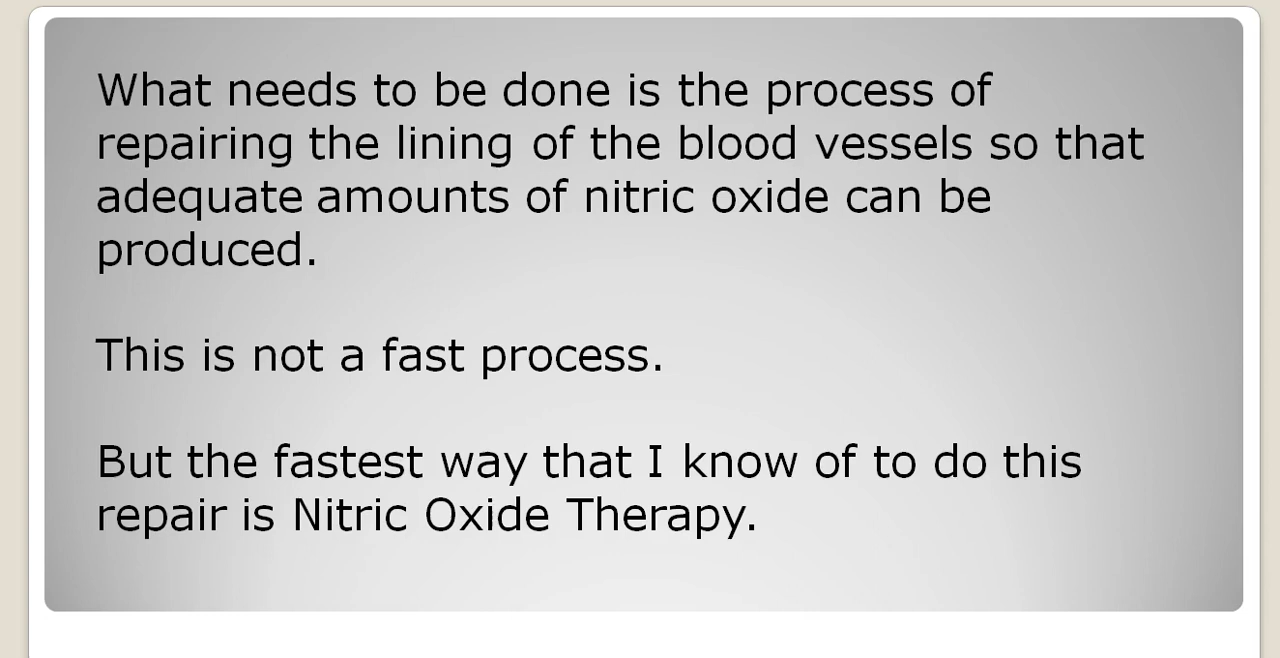 What needs to be done is the process of
repairing the lining of the blood vessels so that
adequate amounts of nitric oxide can be
produced.
This is not a fast process.
But the fastest way that I know of to do this
repair is Nitric Oxide Therapy.